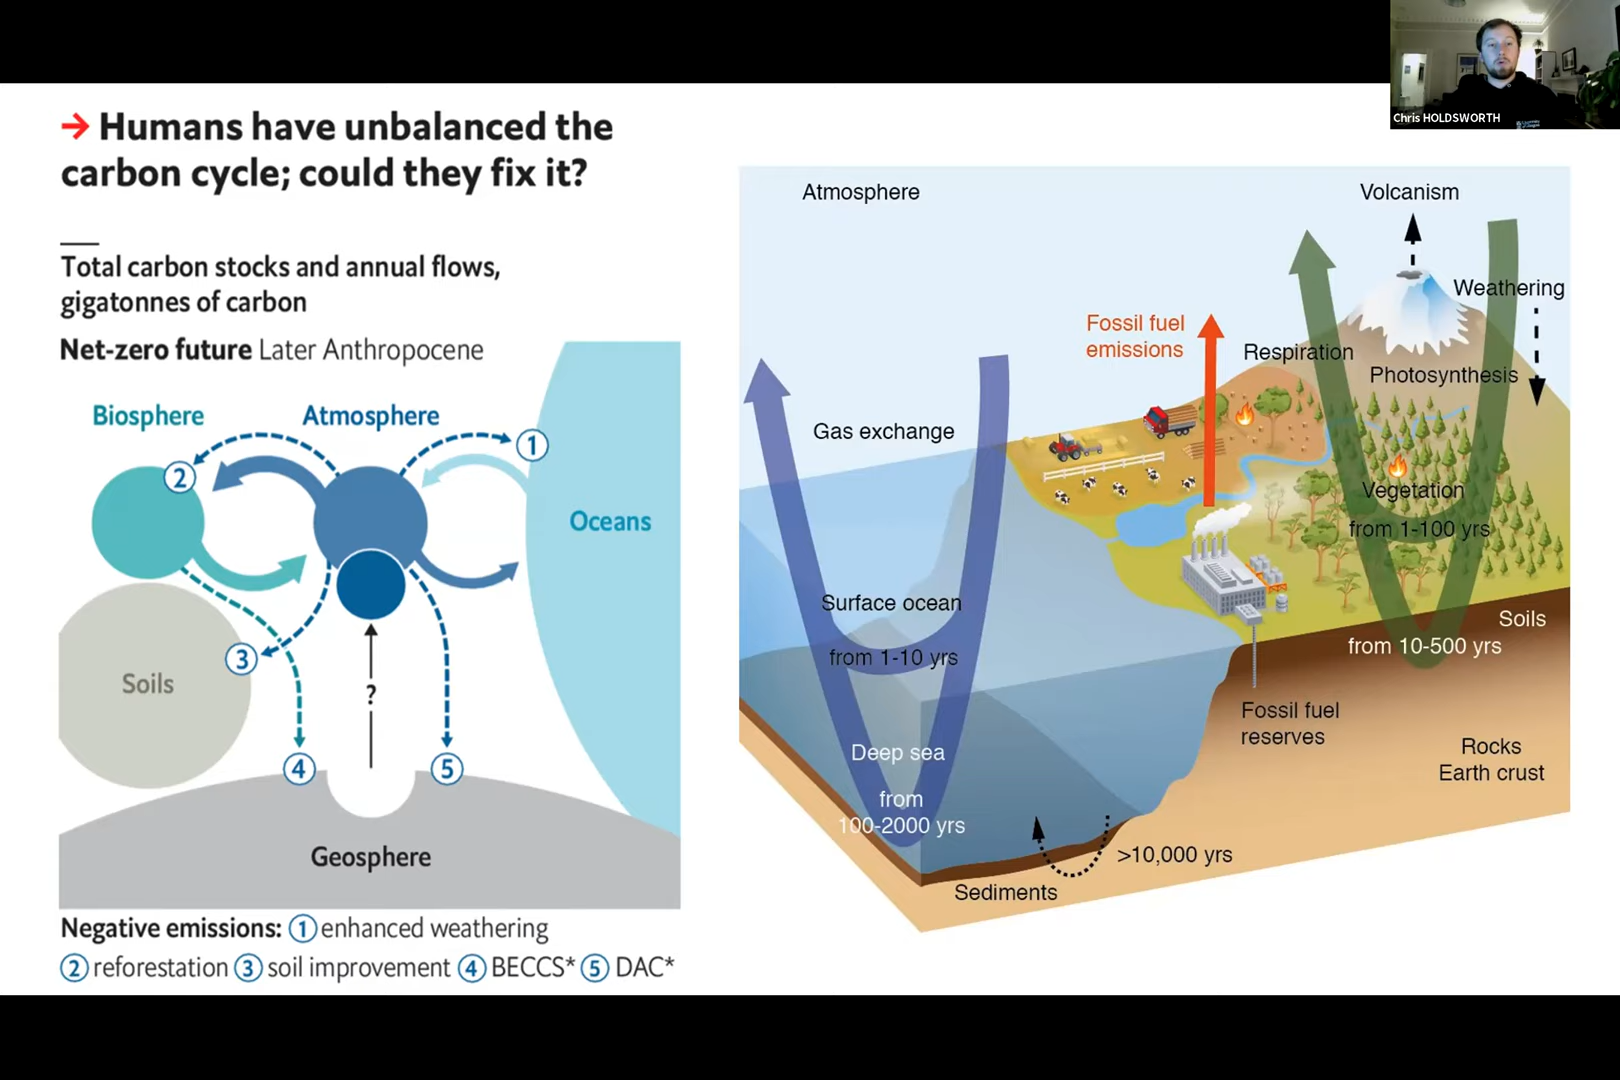 Chris HOLDSWORTH
→ Humans have unbalanced the
carbon cycle; could they fix it?
Total carbon stocks and annual flows,
gigatonnes of carbon
Net-zero future Later Anthropocene
Biosphere
Atmosphere
1
2
Oceans
3
Soils
?
4
5
Geosphere
Negative emissions: 1 enhanced weathering
2 reforestation 3 soil improvement 4 BECCS* 5 DAC*
Atmosphere
Volcanism
Weathering
Fossil fuel
emissions
Respiration
Photosynthesis
Gas exchange
Vegetation
from 1-100 yrs
Surface ocean
from 1-10 yrs
Soils
from 10-500 yrs
Fossil fuel
reserves
Rocks
Earth crust
Deep sea
from
100-2000 yrs
>10,000 yrs
Sediments